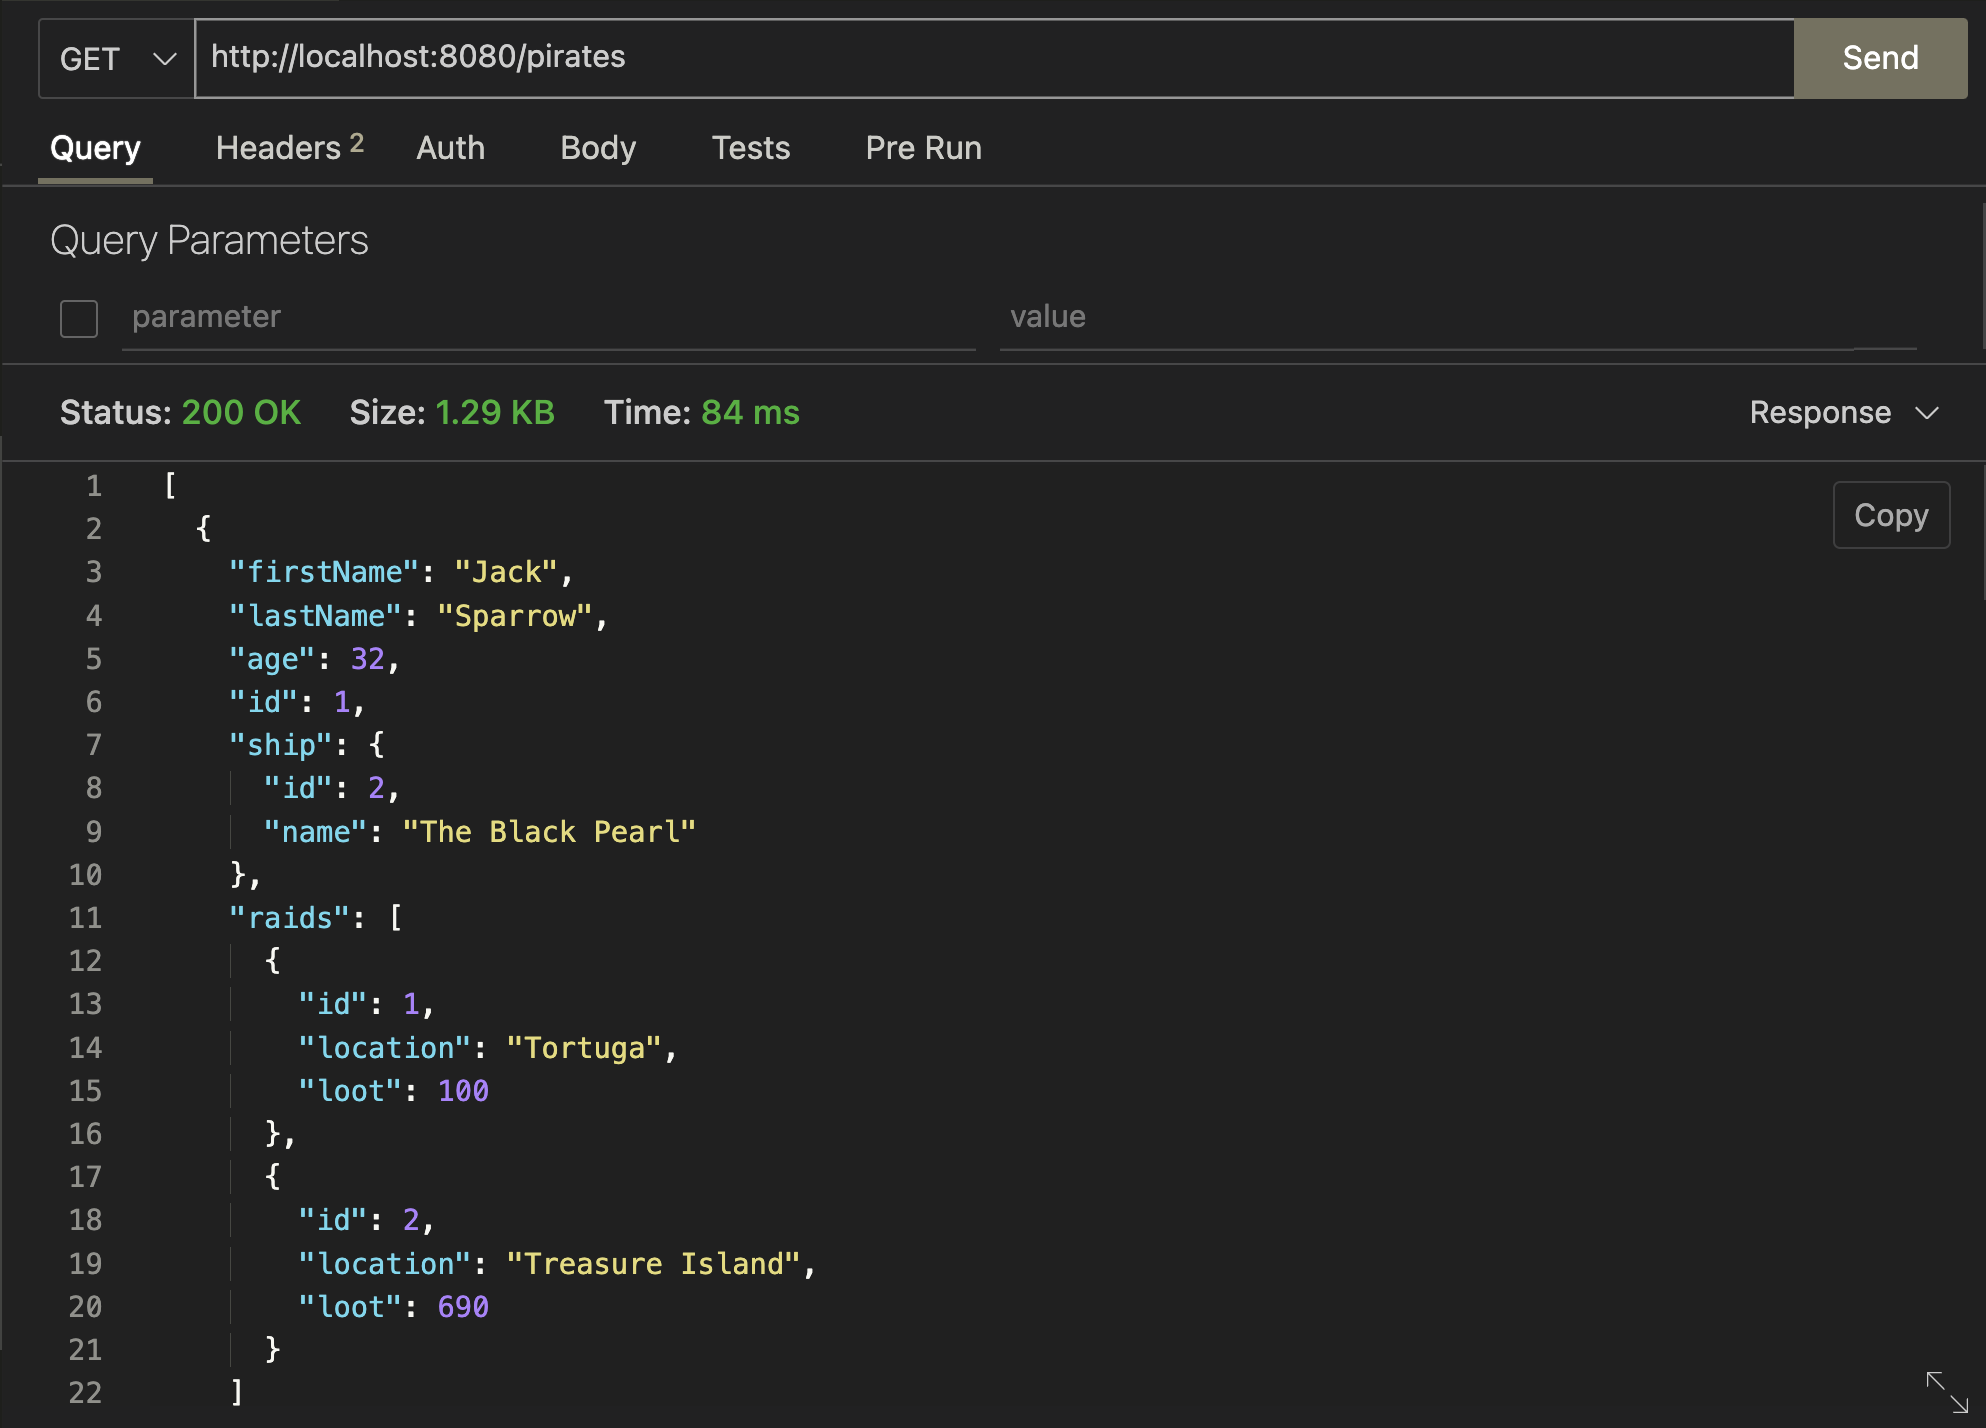 GET http://localhost:8080/pirates Send
Query Headers 2 Auth Body Tests Pre Run
Query Parameters
parameter value
Status: 200 OK Size: 1.29 KB Time: 84 ms Response
Copy
1 [
2 {
3 "firstName": "Jack",
4 "lastName": "Sparrow",
5 "age": 32,
6 "id": 1,
7 "ship": {
8 "id": 2,
9 "name": "The Black Pearl"
10 },
11 "raids": [
12 {
13 "id": 1,
14 "location": "Tortuga",
15 "loot": 100
16 },
17 {
18 "id": 2,
19 "location": "Treasure Island",
20 "loot": 690
21 }
22 ]